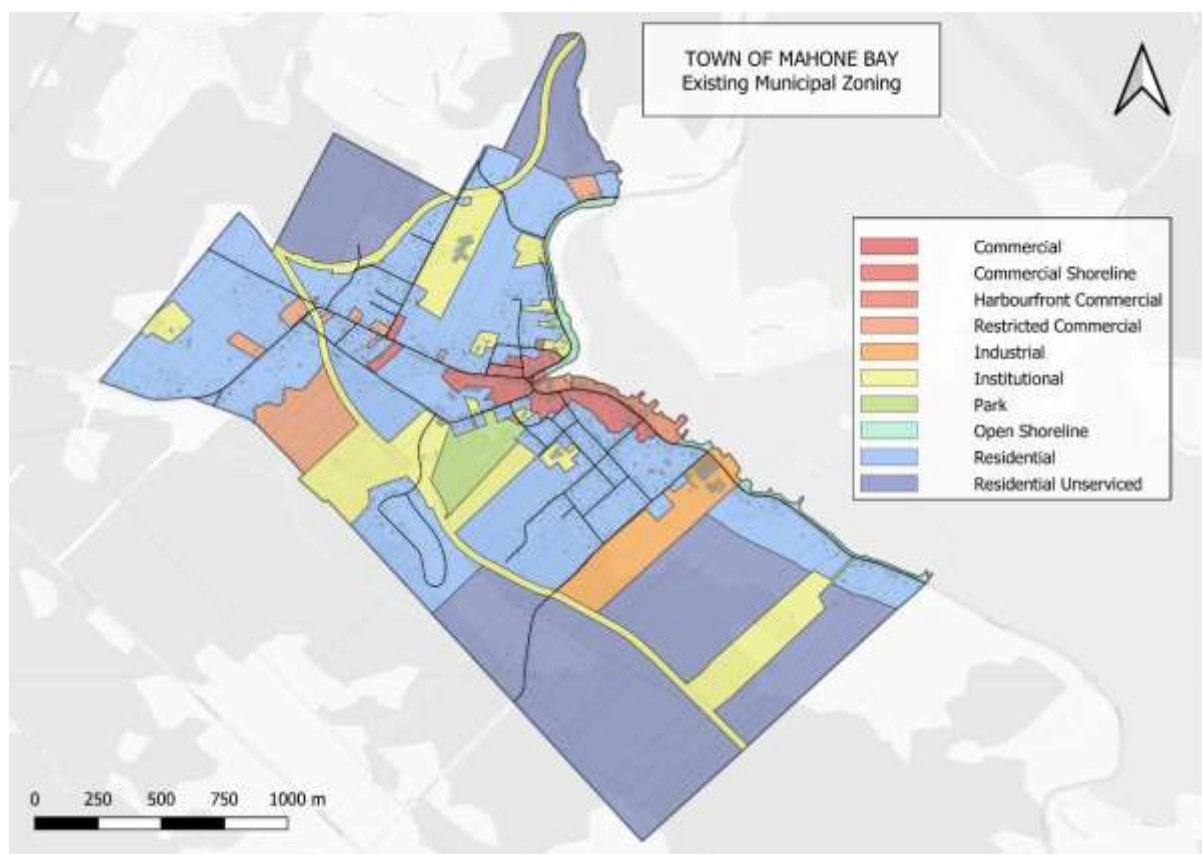 TOWN OF MAHONE BAY
Existing Municipal Zoning
Commercial
Commercial Shoreline
Harbourfront Commercial
Restricted Commercial
Industrial
Institutional
Park
Open Shoreline
Residential
Residential Unserviced
0 250 500 750 1000 m